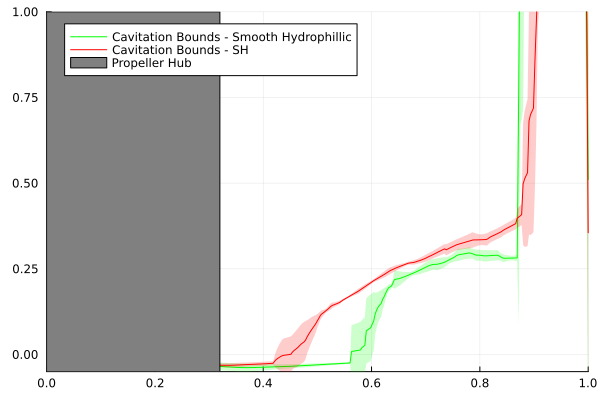 1.00
Cavitation Bounds - Smooth Hydrophillic
Cavitation Bounds - SH
Propeller Hub
0.75
0.50
0.25
0.00
0.0 0.2 0.4 0.6 0.8 1.0